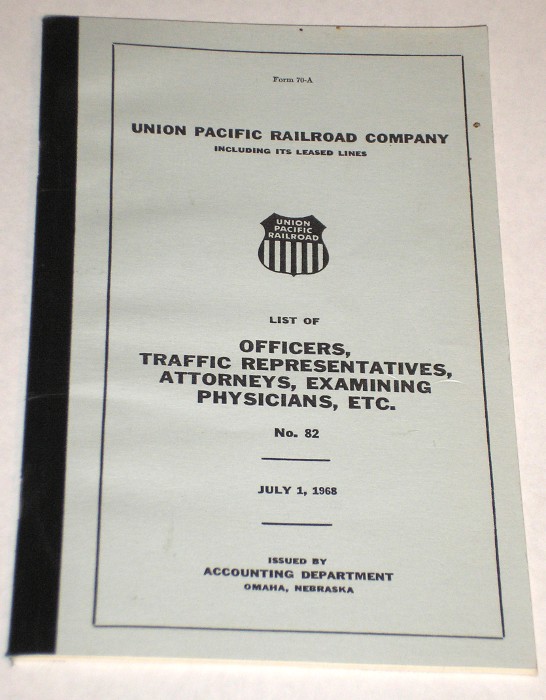 Form 70-A
UNION PACIFIC RAILROAD COMPANY
INCLUDING ITS LEASED LINES
UNION
PACIFIC
RAILROAD
LIST OF
OFFICERS,
TRAFFIC REPRESENTATIVES,
ATTORNEYS, EXAMINING
PHYSICIANS, ETC.
No. 82
JULY 1, 1968
ISSUED BY
ACCOUNTING DEPARTMENT
OMAHA, NEBRASKA